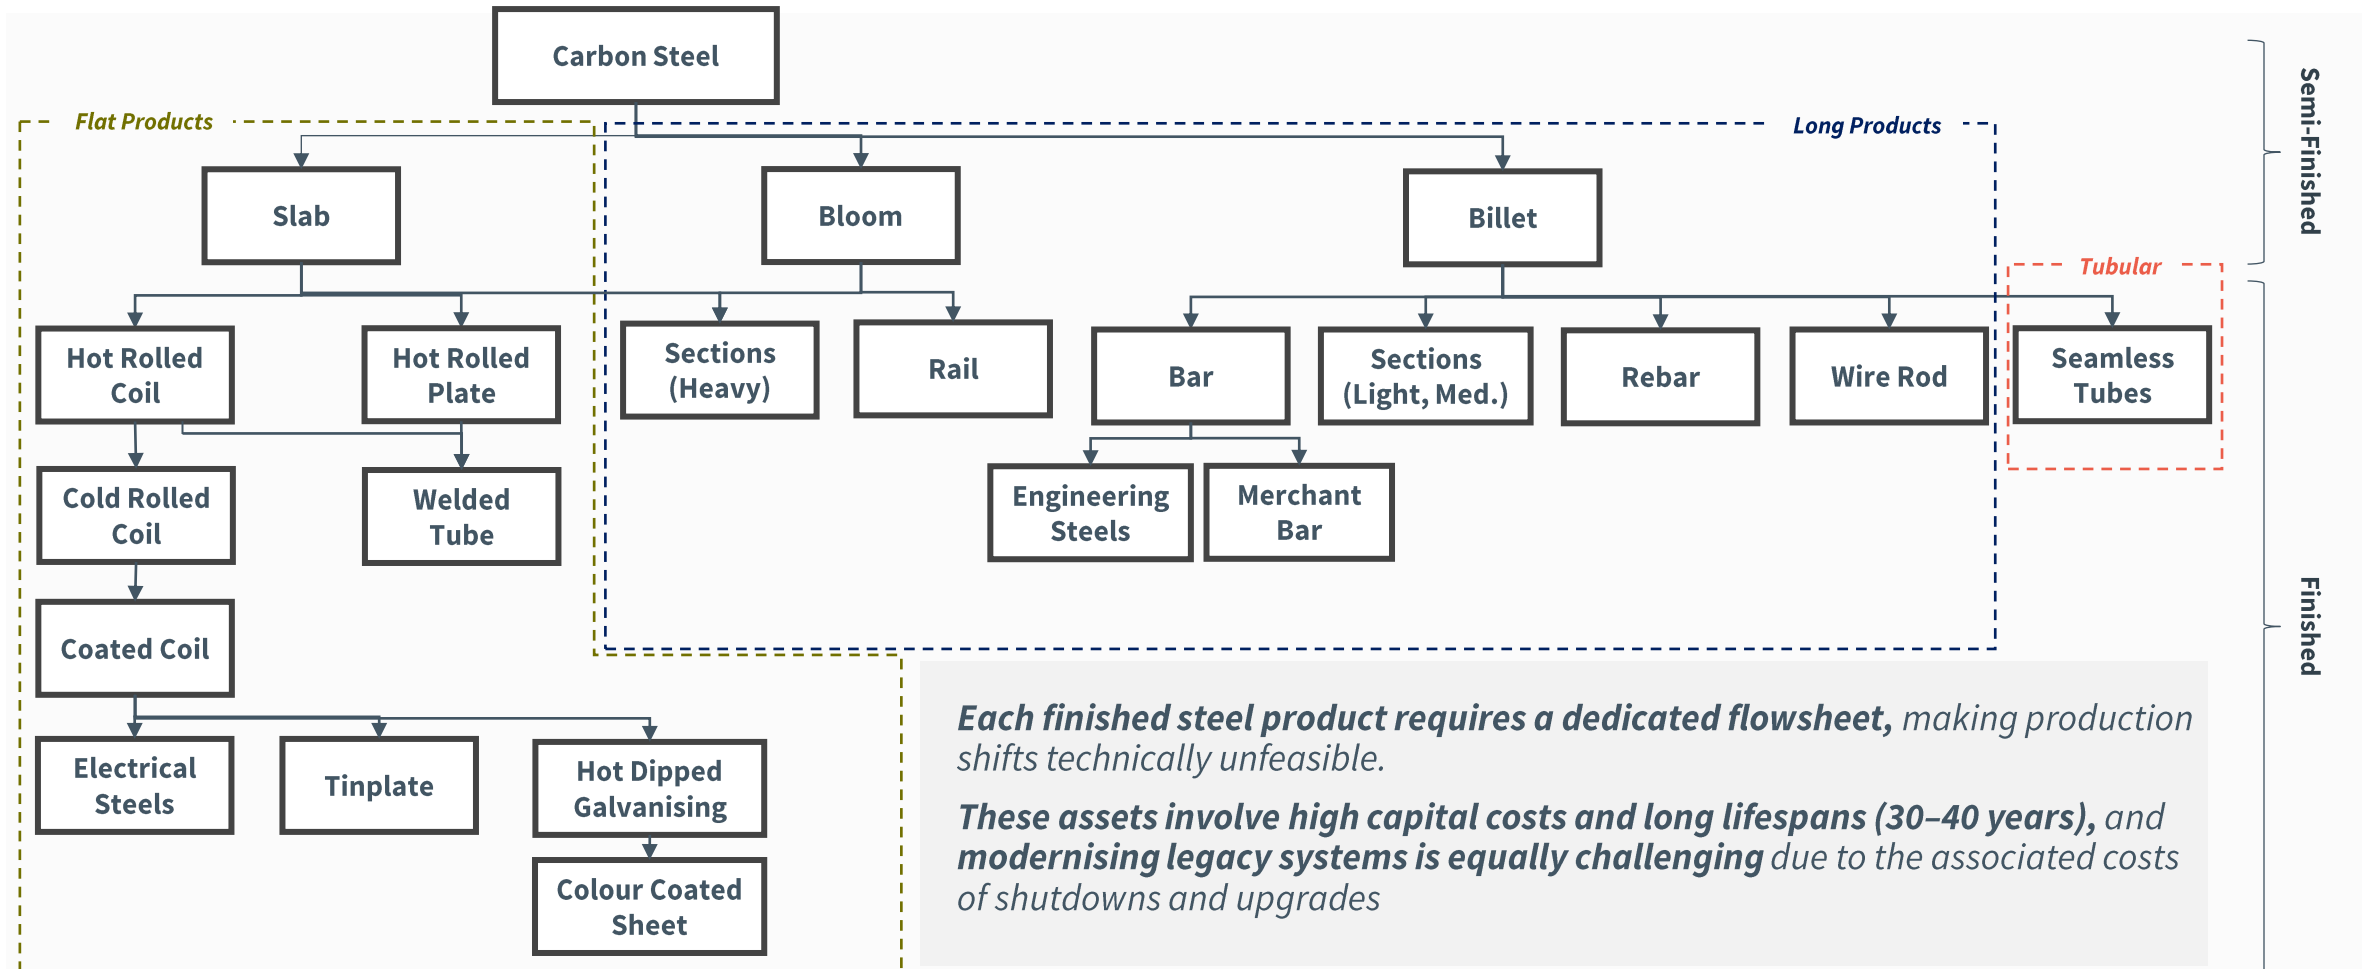 Carbon Steel
Flat Products
Long Products
Semi-Finished
Slab
Bloom
Billet
Tubular
Hot Rolled
Coil
Hot Rolled
Plate
Sections
(Heavy)
Rail
Bar
Sections
(Light, Med.)
Rebar
Wire Rod
Seamless
Tubes
Cold Rolled
Coil
Welded
Tube
Engineering
Steels
Merchant
Bar
Finished
Coated Coil
Electrical
Steels
Tinplate
Hot Dipped
Galvanising
Colour Coated
Sheet
Each finished steel product requires a dedicated flowsheet, making production
shifts technically unfeasible.
These assets involve high capital costs and long lifespans (30–40 years), and
modernising legacy systems is equally challenging due to the associated costs
of shutdowns and upgrades